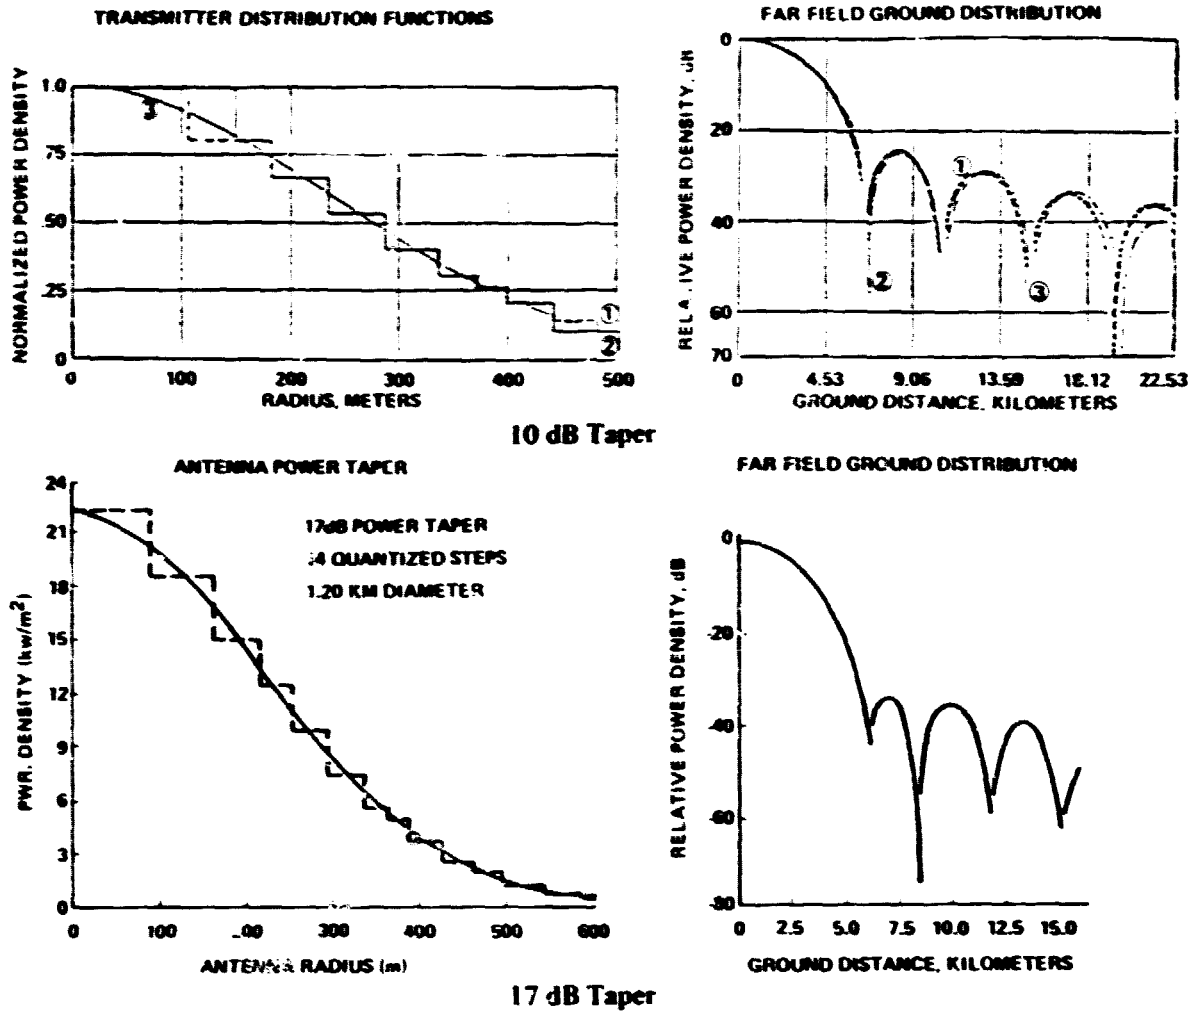 TRANSMITTER DISTRIBUTION FUNCTIONS
NORMALIZED POWER DENSITY
1.0
.75
.50
.25
0
3
1
2
0 100 200 300 400 500
RADIUS, METERS
FAR FIELD GROUND DISTRIBUTION
RELATIVE POWER DENSITY, dB
0
20
40
60
70
1
2
3
0 4.53 9.06 13.59 18.12 22.53
GROUND DISTANCE, KILOMETERS
10 dB Taper
ANTENNA POWER TAPER
PWR. DENSITY (kw/m²)
24
21
18
15
12
9
6
3
0
17dB POWER TAPER
QUANTIZED STEPS
1.20 KM DIAMETER
0 100 300 400 500 600
ANTENNA RADIUS (m)
FAR FIELD GROUND DISTRIBUTION
RELATIVE POWER DENSITY, dB
0
-20
-40
-60
-80
0 2.5 5.0 7.5 10.0 12.5 15.0
GROUND DISTANCE, KILOMETERS
17 dB Taper